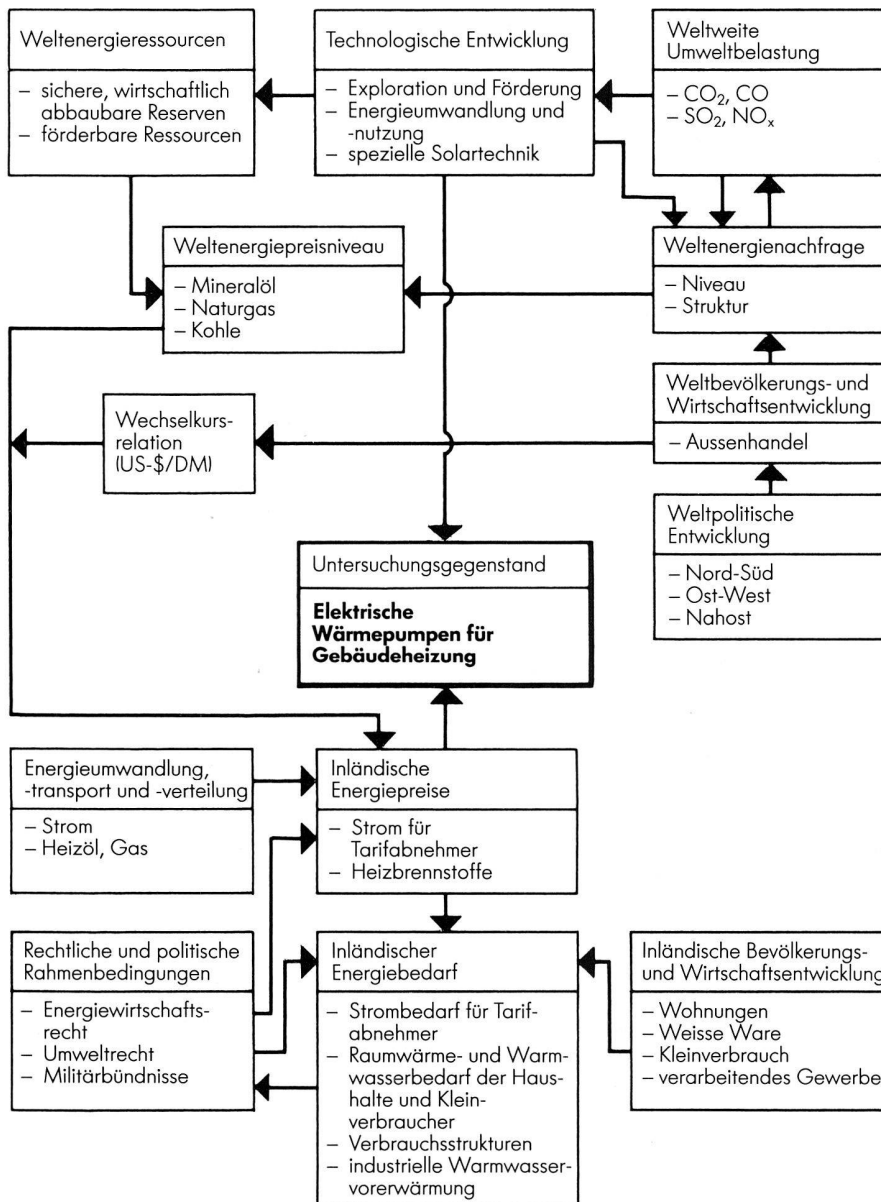 Weltenergieressourcen
– sichere, wirtschaftlich
abbaubare Reserven
– förderbare Ressourcen
Technologische Entwicklung
– Exploration und Förderung
– Energieumwandlung und
-nutzung
– spezielle Solartechnik
Weltweite
Umweltbelastung
– CO₂, CO
– SO₂, NOₓ
Weltenergiepreisniveau
– Mineralöl
– Naturgas
– Kohle
Weltenergienachfrage
– Niveau
– Struktur
Wechselkurs-
relation
(US-$/DM)
Weltbevölkerungs- und
Wirtschaftsentwicklung
– Aussenhandel
Weltpolitische
Entwicklung
– Nord-Süd
– Ost-West
– Nahost
Untersuchungsgegenstand
Elektrische
Wärmepumpen für
Gebäudeheizung
Energieumwandlung,
-transport und -verteilung
– Strom
– Heizöl, Gas
Inländische
Energiepreise
– Strom für
Tarifabnehmer
– Heizbrennstoffe
Rechtliche und politische
Rahmenbedingungen
– Energiewirtschafts-
recht
– Umweltrecht
– Militärbündnisse
Inländischer
Energiebedarf
– Strombedarf für Tarif-
abnehmer
– Raumwärme- und Warm-
wasserbedarf der Haus-
halte und Klein-
verbraucher
– Verbrauchsstrukturen
– industrielle Warmwasser-
vorerwärmung
Inländische Bevölkerungs-
und Wirtschaftsentwicklung
– Wohnungen
– Weisse Ware
– Kleinverbrauch
– verarbeitendes Gewerbe